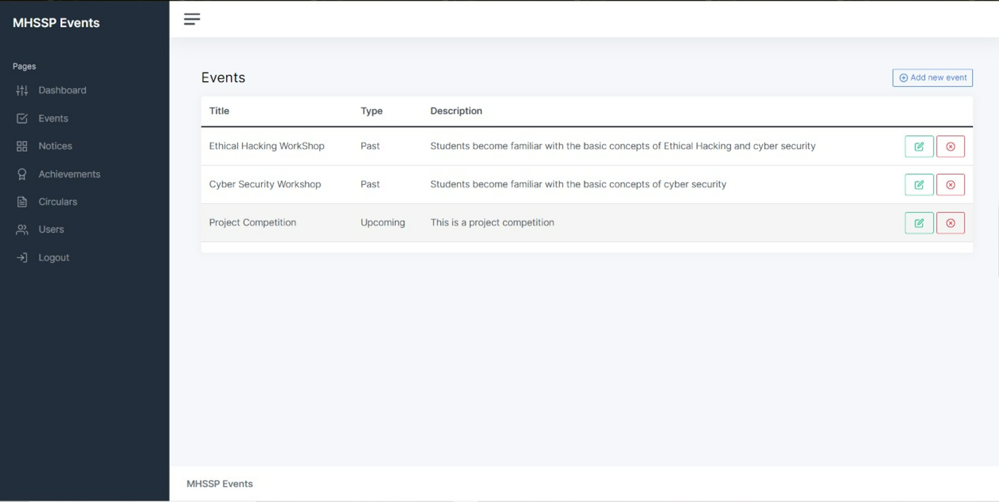 MHSSP Events
Pages
Dashboard
Events
Notices
Achievements
Circulars
Users
Logout
Events
Add new event
Title Type Description
Ethical Hacking WorkShop Past Students become familiar with the basic concepts of Ethical Hacking and cyber security
Cyber Security Workshop Past Students become familiar with the basic concepts of cyber security
Project Competition Upcoming This is a project competition
MHSSP Events